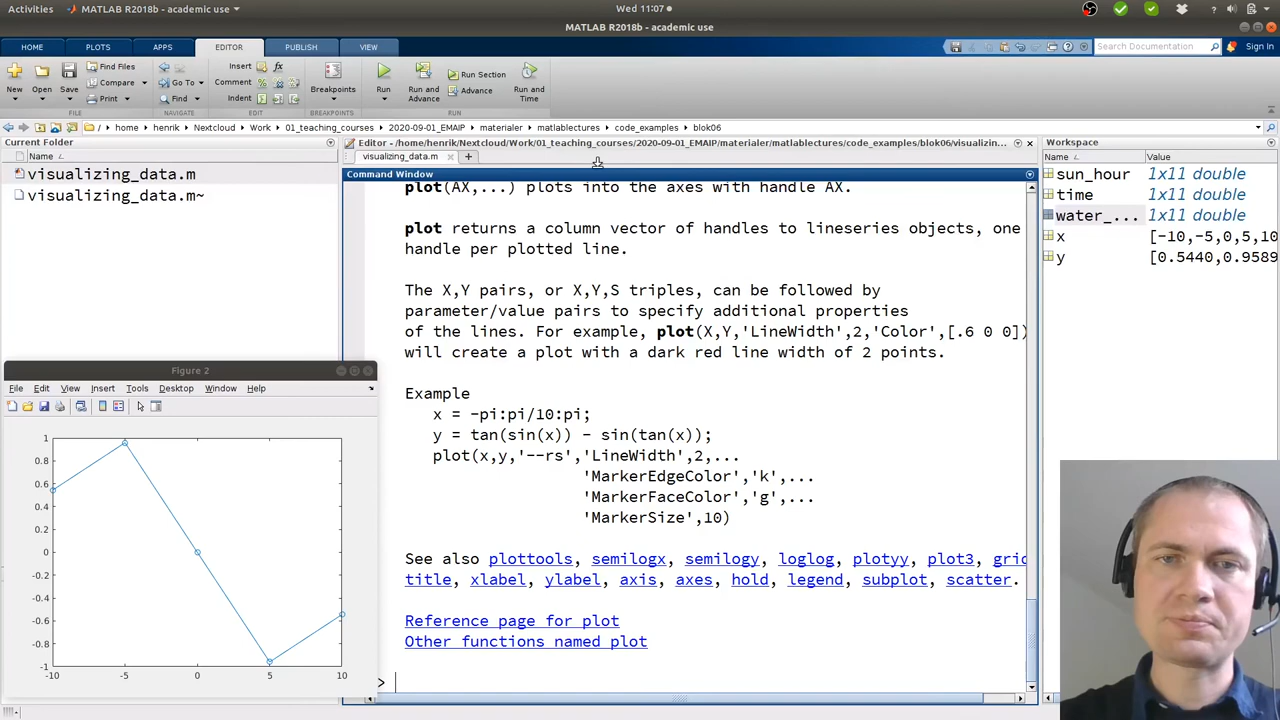 Activities
MATLAB R2018b - academic use
Wed 11:07
MATLAB R2018b - academic use
HOME
PLOTS
APPS
EDITOR
PUBLISH
VIEW
Search Documentation
Sign In
New
Open
Save
Find Files
Compare
Print
Go To
Find
Insert
Comment
Indent
Breakpoints
Run
Run and Advance
Run Section
Advance
Run and Time
FILE
NAVIGATE
EDIT
BREAKPOINTS
RUN
/ home Nextcloud Work 01_teaching_courses 2020-09-01_EMAIP materialer matlablectures code_examples blok06
henrik
Current Folder
Name
visualizing_data.m
visualizing_data.m~
Editor - /home/henrik/Nextcloud/Work/01_teaching_courses/2020-09-01_EMAIP/materialer/matlablectures/code_examples/blok06/visualizin...
visualizing_data.m
+
Command Window
plot(AX,...) plots into the axes with handle AX.
plot returns a column vector of handles to lineseries objects, one
handle per plotted line.
The X,Y pairs, or X,Y,S triples, can be followed by
parameter/value pairs to specify additional properties
of the lines. For example, plot(X,Y,'LineWidth',2,'Color',[.6 0 0])
will create a plot with a dark red line width of 2 points.
Example
x = -pi:pi/10:pi;
y = tan(sin(x)) - sin(tan(x));
plot(x,y,'--rs','LineWidth',2,...
'MarkerEdgeColor','k',...
'MarkerFaceColor','g',...
'MarkerSize',10)
See also plottools, semilogx, semilogy, loglog, plotyy, plot3, grid
title, xlabel, ylabel, axis, axes, hold, legend, subplot, scatter.
Reference page for plot
Other functions named plot
>
Workspace
Name Value
sun_hour 1x11 double
time 1x11 double
water_... 1x11 double
x [-10,-5,0,5,10
y [0.5440,0.9589
Figure 2
File Edit View Insert Tools Desktop Window Help
1
0.8
0.6
0.4
0.2
0
-0.2
-0.4
-0.6
-0.8
-1
-10 -5 0 5 10